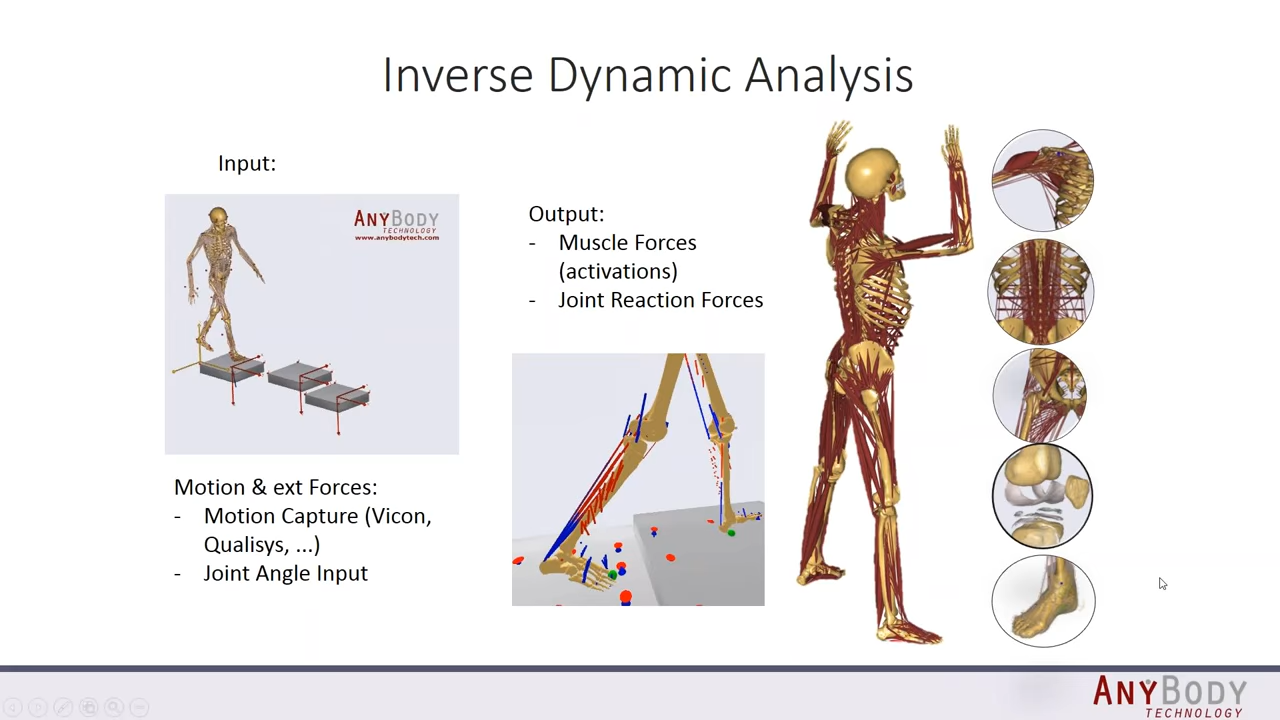 Inverse Dynamic Analysis
Input:
ANYBODY
TECHNOLOGY
www.anybodytech.com
Motion & ext Forces:
- Motion Capture (Vicon,
Qualisys, ...)
- Joint Angle Input
Output:
- Muscle Forces
(activations)
- Joint Reaction Forces
ANYBODY
TECHNOLOGY